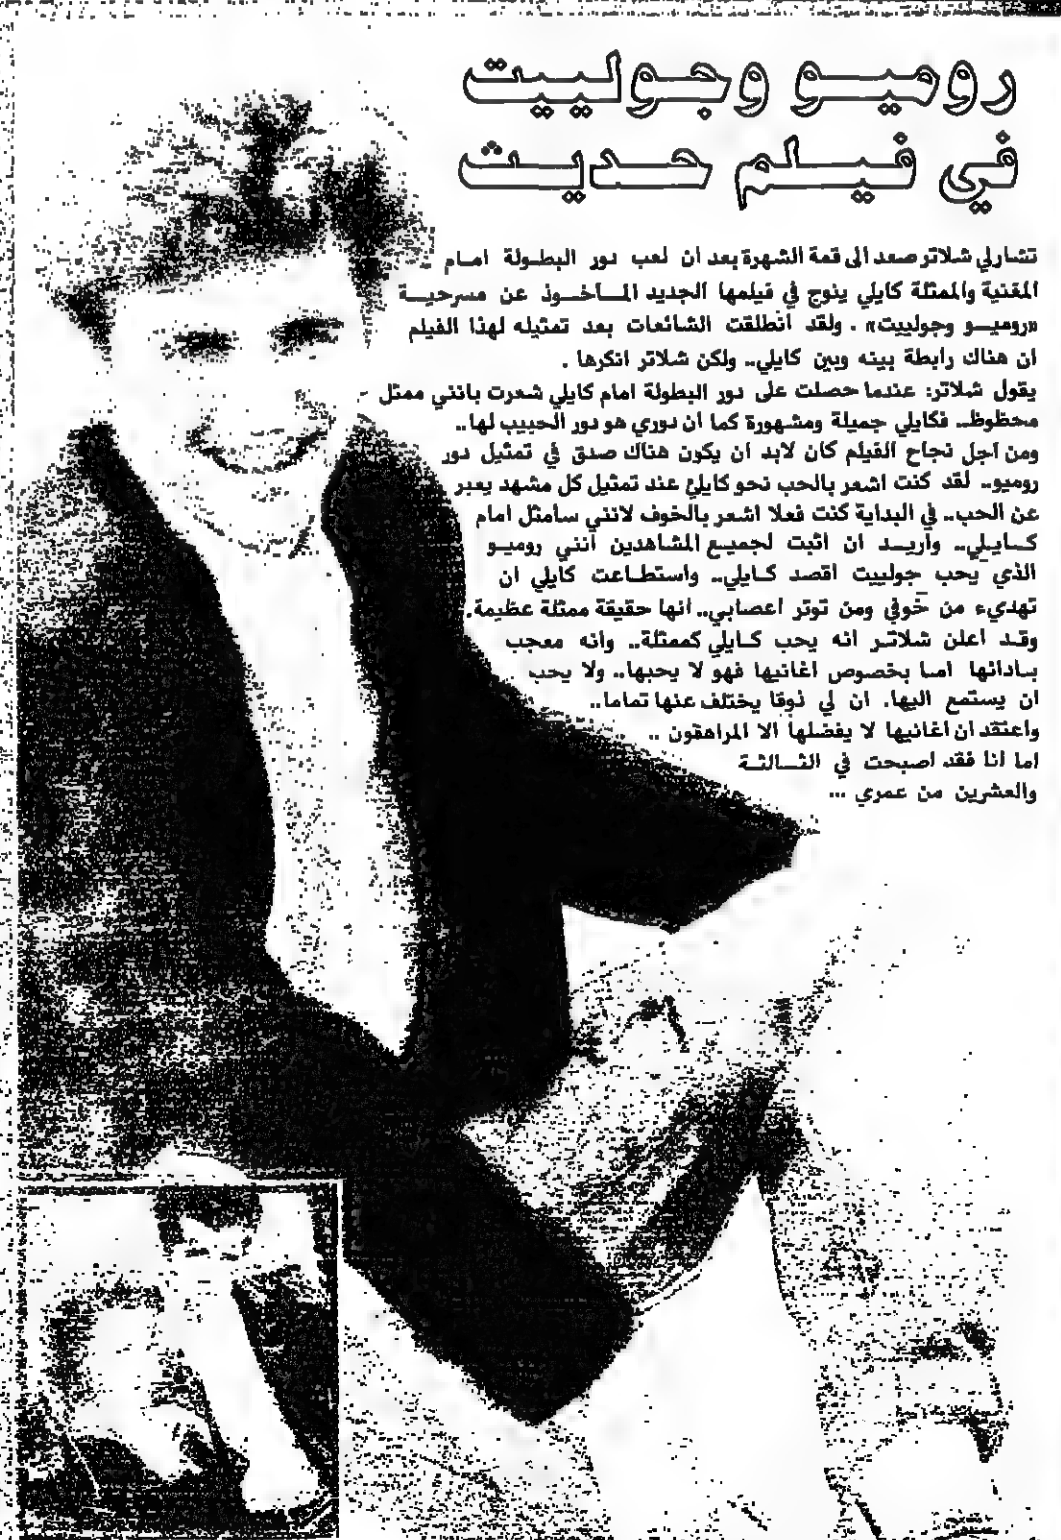 روميو وجولييت
في فيلم حديث
تشارلي شلاتر صعد الى قمة الشهرة بعد ان لعب دور البطولة امام
المغنية والممثلة كايلي ينوج في فيلمها الجديد الماخوذ عن مسرحية
«روميو وجولييت» . ولقد انطلقت الشائعات بعد تمثيله لهذا الفيلم
ان هناك رابطة بينه وبين كايلي.. ولكن شلاتر انكرها .
يقول شلاتر: عندما حصلت على دور البطولة امام كايلي شعرت بانني ممثل
محظوظ.. فكايلي جميلة ومشهورة كما ان دوري هو دور الحبيب لها..
ومن اجل نجاح الفيلم كان لابد ان يكون هناك صدق في تمثيل دور
روميو.. لقد كنت اشعر بالحب نحو كايلي عند تمثيل كل مشهد يعبر
عن الحب.. في البداية كنت فعلا اشعر بالخوف لانني سامثل امام
كايلي.. واريد ان اثبت لجميع المشاهدين انني روميو
الذي يحب جولييت اقصد كايلي.. واستطاعت كايلي ان
تهديء من خوفي ومن توتر اعصابي.. انها حقيقة ممثلة عظيمة.
وقد اعلن شلاتر انه يحب كايلي كممثلة.. وانه معجب
بادائها اما بخصوص اغانيها فهو لا يحبها.. ولا يحب
ان يستمع اليها. ان لي ذوقا يختلف عنها تماما..
واعتقد ان اغانيها لا يفضلها الا المراهقون ..
اما انا فقد اصبحت في الثالثة
والعشرين من عمري ...